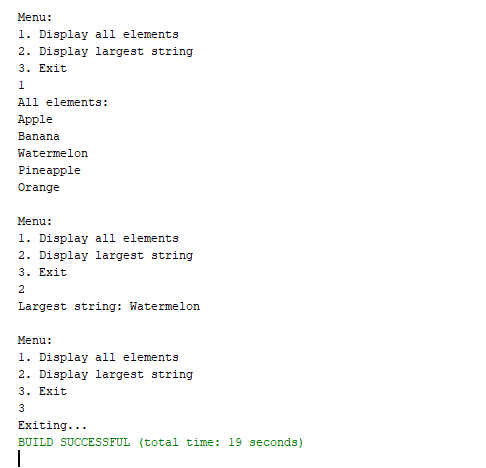 Menu:
1. Display all elements
2. Display largest string
3. Exit
1
All elements:
Apple
Banana
Watermelon
Pineapple
Orange

Menu:
1. Display all elements
2. Display largest string
3. Exit
2
Largest string: Watermelon

Menu:
1. Display all elements
2. Display largest string
3. Exit
3
Exiting...
BUILD SUCCESSFUL (total time: 19 seconds)